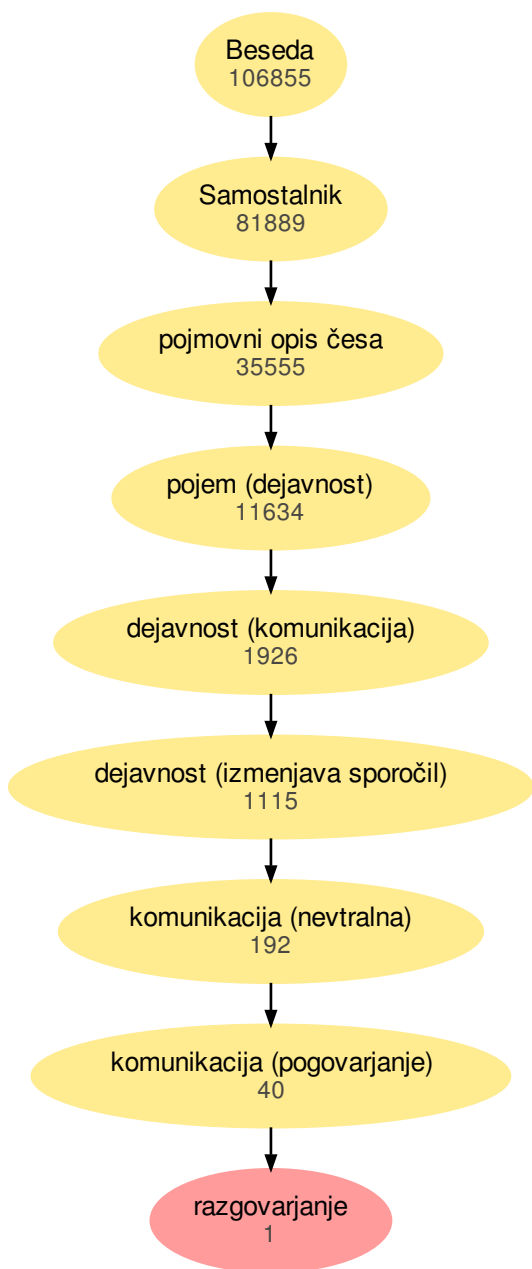 Beseda
106855
Samostalnik
81889
pojmovni opis česa
35555
pojem (dejavnost)
11634
dejavnost (komunikacija)
1926
dejavnost (izmenjava sporočil)
1115
komunikacija (nevtralna)
192
komunikacija (pogovarjanje)
40
razgovarjanje
1